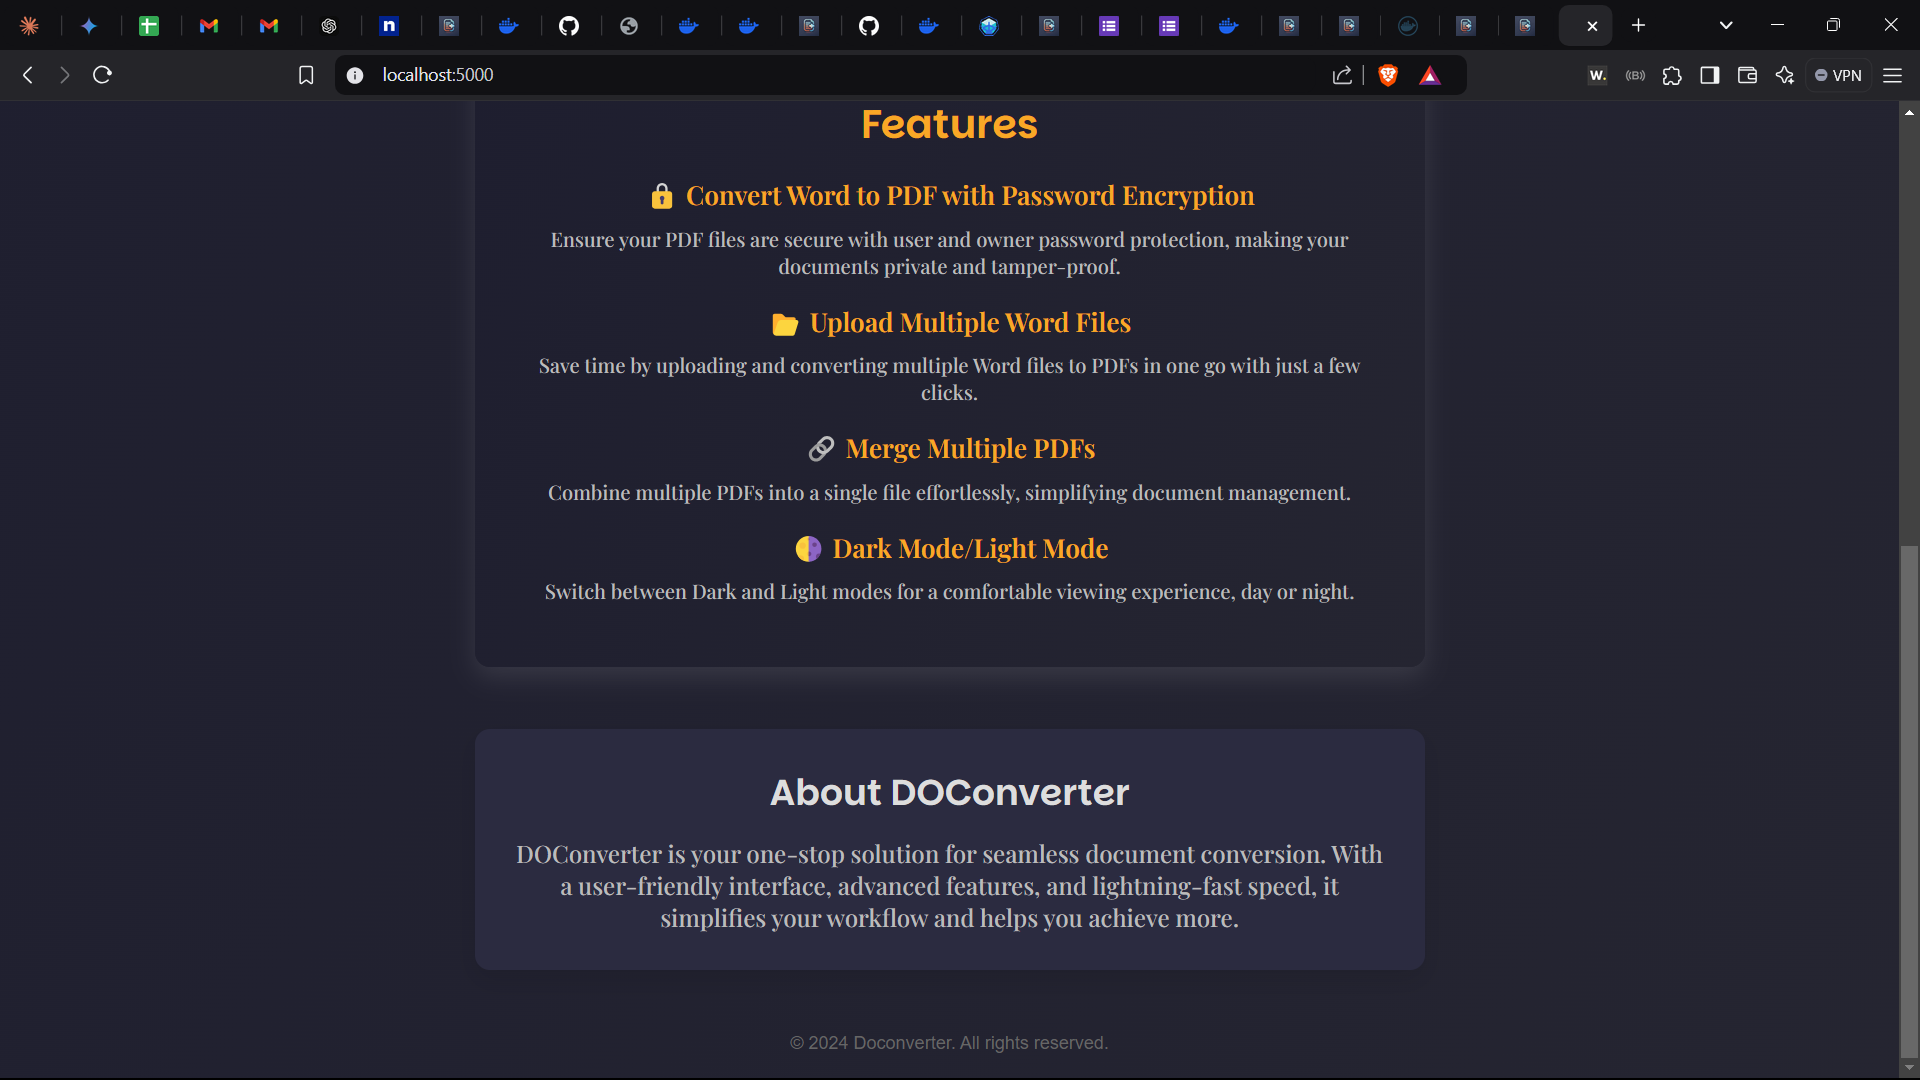 localhost:5000
W.
(B)
VPN
Features
Convert Word to PDF with Password Encryption
Ensure your PDF files are secure with user and owner password protection, making your
documents private and tamper-proof.
Upload Multiple Word Files
Save time by uploading and converting multiple Word files to PDFs in one go with just a few
clicks.
Merge Multiple PDFs
Combine multiple PDFs into a single file effortlessly, simplifying document management.
Dark Mode/Light Mode
Switch between Dark and Light modes for a comfortable viewing experience, day or night.
About DOConverter
DOConverter is your one-stop solution for seamless document conversion. With
a user-friendly interface, advanced features, and lightning-fast speed, it
simplifies your workflow and helps you achieve more.
© 2024 Doconverter. All rights reserved.